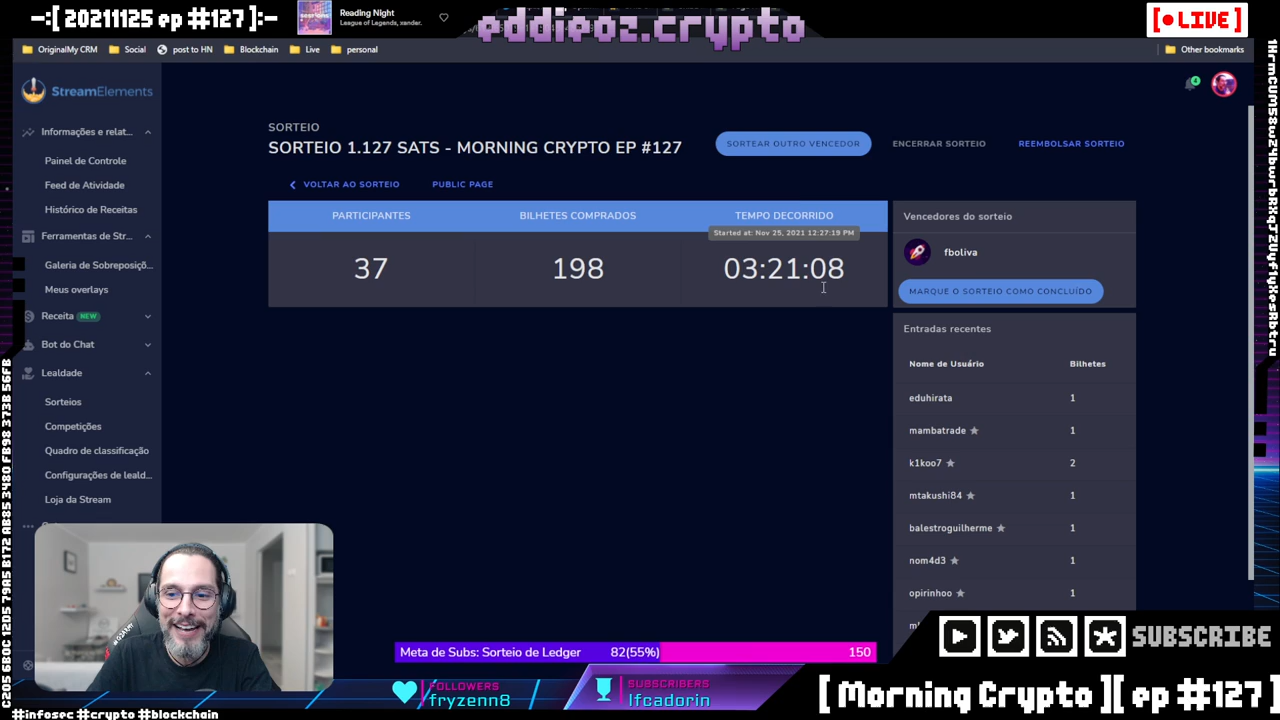 -:[ 20211125 ep #127 ]:-
Reading Night
League of Legends, xander.
eddieoz.crypto
[• LIVE]
OriginalMy CRM
Social
post to HN
Blockchain
Live
personal
Other bookmarks
StreamElements
4
Informações e relat...
Painel de Controle
Feed de Atividade
Histórico de Receitas
Ferramentas de Str...
Galeria de Sobreposiçõ...
Meus overlays
Receita NEW
Bot do Chat
Lealdade
Sorteios
Competições
Quadro de classificação
Configurações de leald...
Loja da Stream
SORTEIO
SORTEIO 1.127 SATS - MORNING CRYPTO EP #127
SORTEAR OUTRO VENCEDOR
ENCERRAR SORTEIO
REEMBOLSAR SORTEIO
VOLTAR AO SORTEIO
PUBLIC PAGE
PARTICIPANTES
BILHETES COMPRADOS
TEMPO DECORRIDO
Started at: Nov 25, 2021 12:27:19 PM
37
198
03:21:08
Vencedores do sorteio
fboliva
MARQUE O SORTEIO COMO CONCLUÍDO
Entradas recentes
Nome de Usuário Bilhetes
eduhirata 1
mambatrade 1
k1koo7 2
mtakushi84 1
balestroguilherme 1
nom4d3 1
opirinhoo 1
Meta de Subs: Sorteio de Ledger 82(55%) 150
FOLLOWERS
fryzenn8
SUBSCRIBERS
lfcadorin
SUBSCRIBE
[ Morning Crypto ][ ep #127 ]
#infosec #crypto #blockchain